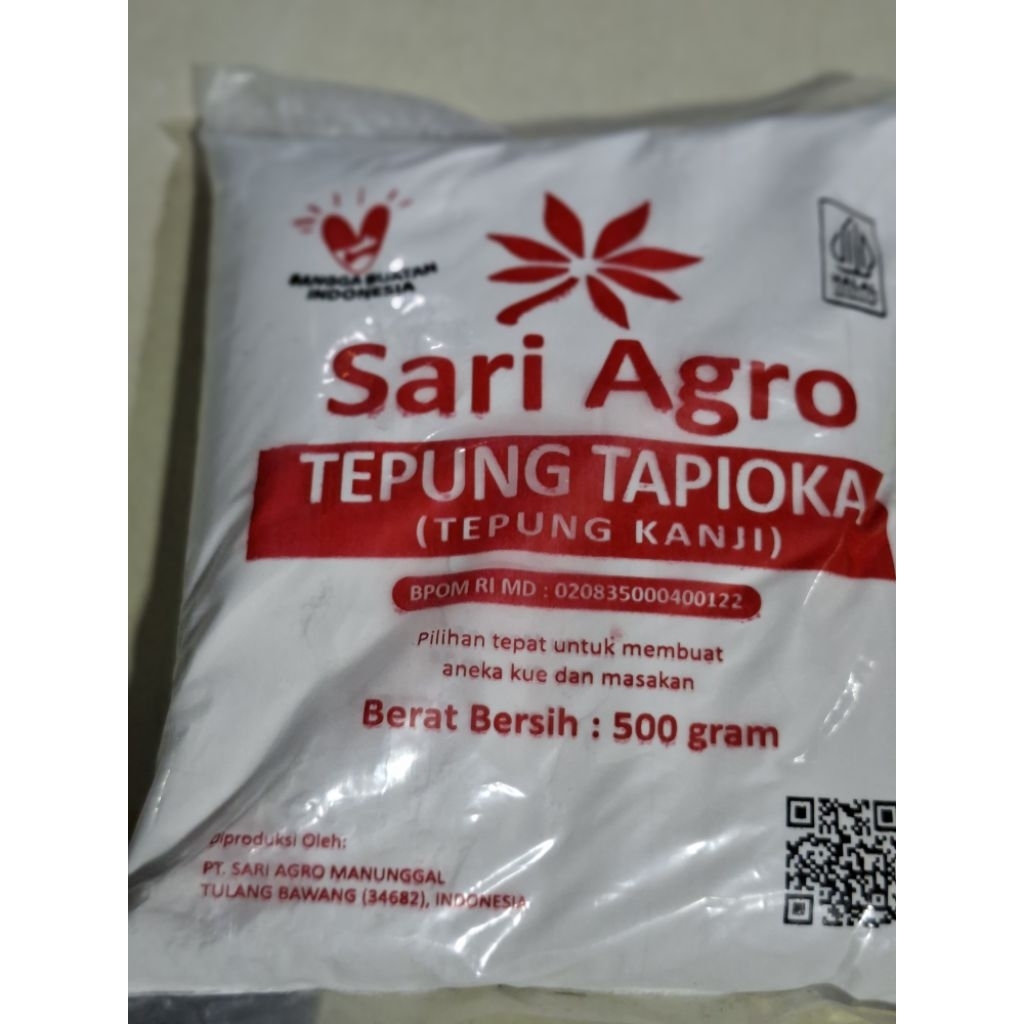 BANGGA BUATAN
INDONESIA
HALAL
Sari Agro
TEPUNG TAPIOKA
(TEPUNG KANJI)
BPOM RI MD : 020835000400122
Pilihan tepat untuk membuat
aneka kue dan masakan
Berat Bersih : 500 gram
Diproduksi Oleh:
PT. SARI AGRO MANUNGGAL
TULANG BAWANG (34682), INDONESIA